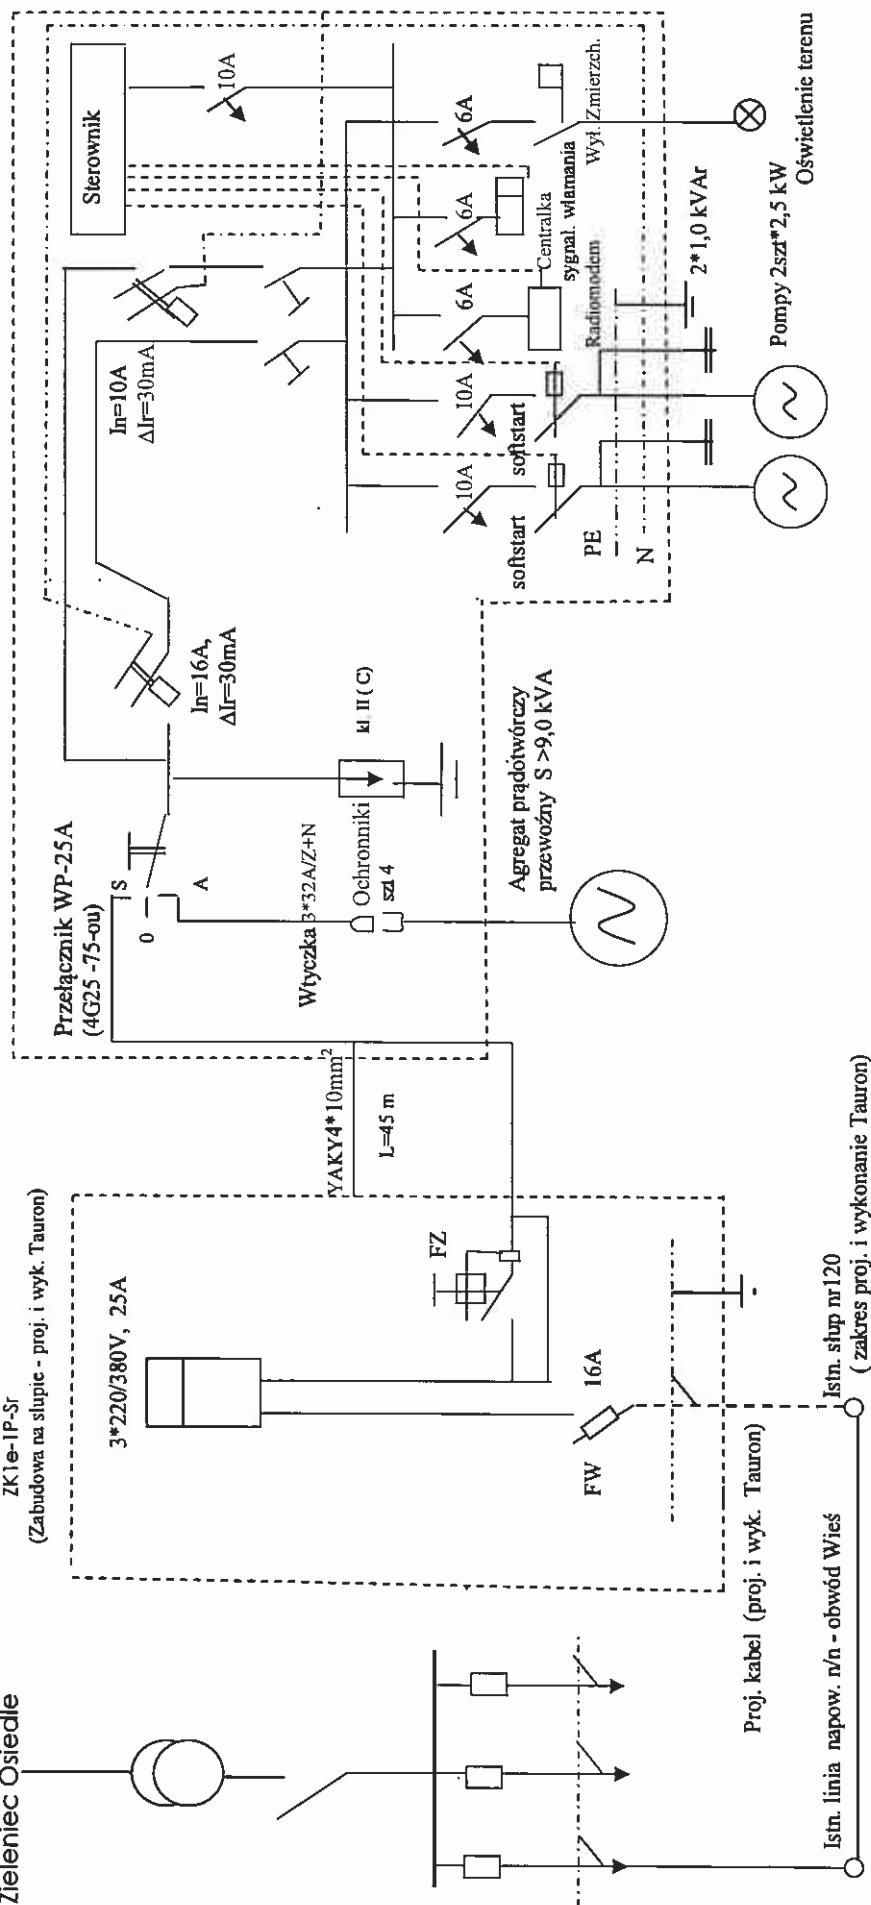 Zieleniec Osiedle
ZK1e-1P-Sr
(Zabudowa na słupie - proj. i wyk. Tauron)
3*220/380V, 25A
FZ
FW
16A
Proj. kabel (proj. i wyk. Tauron)
Istn. linia napow. n/n - obwód Wieś
Istn. słup nr120
( zakres proj. i wykonanie Tauron)
YAKY4*10mm²
L=45 m
Przełącznik WP-25A
(4G25 -75-ou)
S
0
A
Wtyczka 3*32A/Z+N
Ochronniki
szt 4
kl. II ( C)
Agregat prądotwórczy
przewoźny S >9,0 kVA
In=16A,
ΔIr=30mA
In=10A
ΔIr=30mA
Sterownik
10A
10A
10A
6A
6A
6A
softstart
softstart
Radiomodem
Centralka
sygnal. włamania
Wył. Zmierzch.
PE
N
2*1,0 kVAr
Pompy 2szt*2,5 kW
Oświetlenie terenu